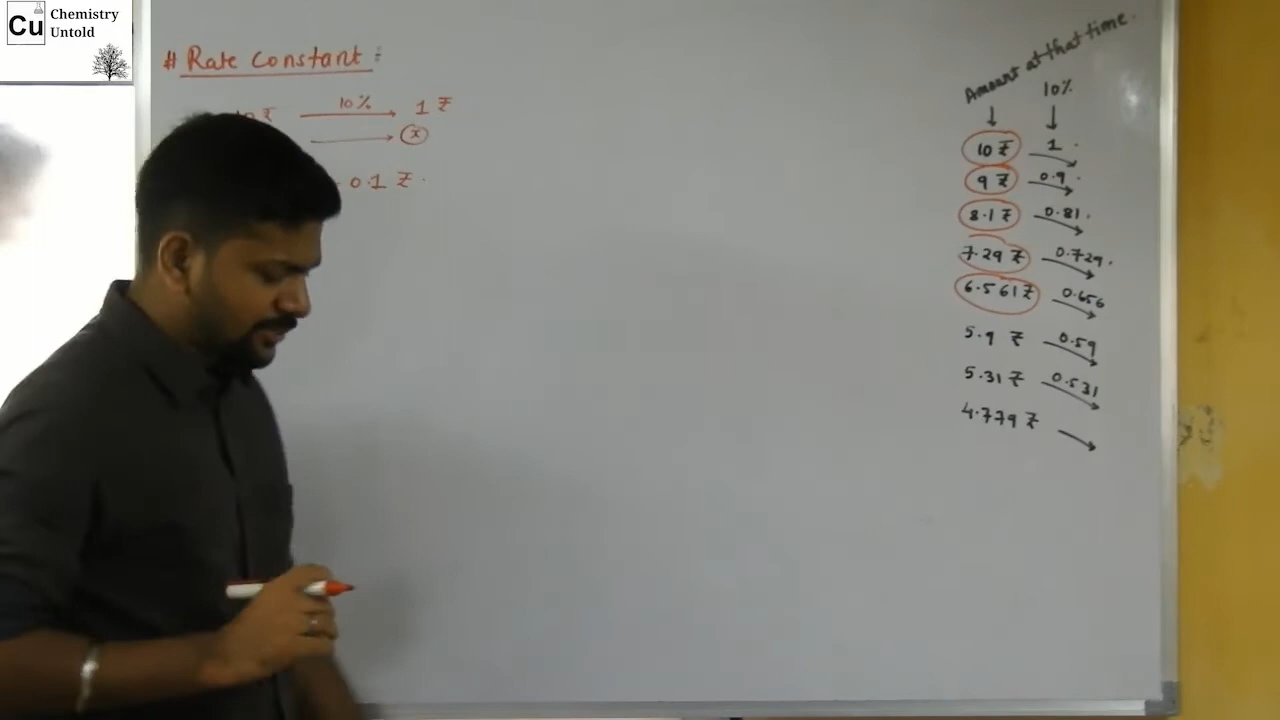 Cu Chemistry
Untold
# Rate Constant :
10 ₹ 10% 1 ₹
x
0.1 ₹ .
Amount at that time.
10%
10 ₹ 1 .
9 ₹ 0.9 .
8.1 ₹ 0.81 .
7.29 ₹ 0.729 .
6.561 ₹ 0.656
5.9 ₹ 0.59
5.31 ₹ 0.531
4.779 ₹